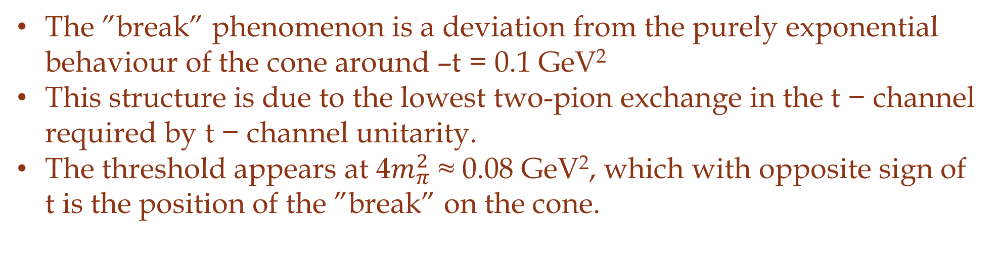 • The ”break” phenomenon is a deviation from the purely exponential
behaviour of the cone around –t = 0.1 GeV²
• This structure is due to the lowest two-pion exchange in the t − channel
required by t − channel unitarity.
• The threshold appears at $4m_{\pi}^{2}$ ≈ 0.08 GeV², which with opposite sign of
t is the position of the ”break” on the cone.